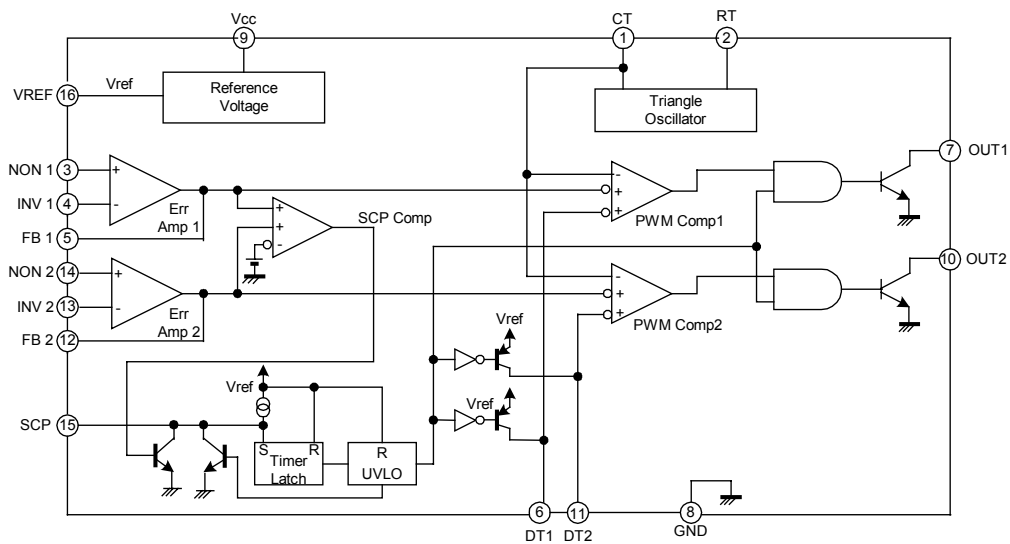 Vcc
9
CT
1
RT
2
VREF
16
Vref
Reference
Voltage
Triangle
Oscillator
NON 1
3
+
INV 1
4
-
Err
Amp 1
FB 1
5
NON 2
14
+
INV 2
13
-
Err
Amp 2
FB 2
12
+
+
-
SCP Comp
-
+
+
PWM Comp1
-
+
+
PWM Comp2
7
OUT1
10
OUT2
Vref
Vref
Vref
SCP
15
S
R
Timer
Latch
R
UVLO
6
DT1
11
DT2
8
GND